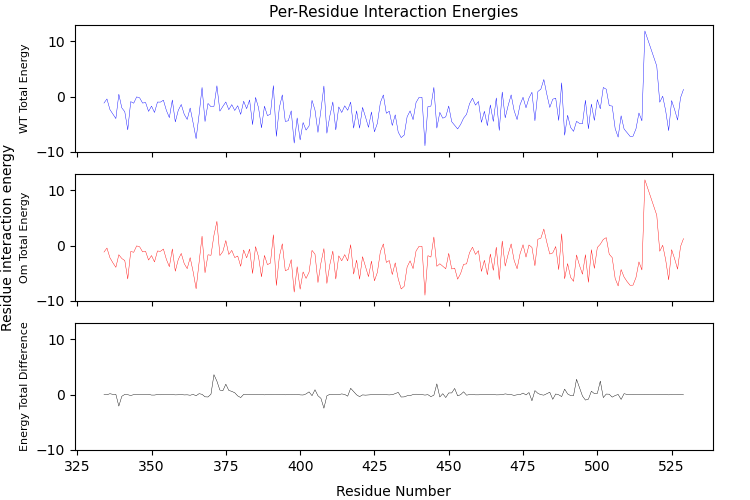 Per-Residue Interaction Energies
Residue interaction energy
WT Total Energy
10
0
−10
Om Total Energy
10
0
−10
Energy Total Difference
10
0
−10
325 350 375 400 425 450 475 500 525
Residue Number